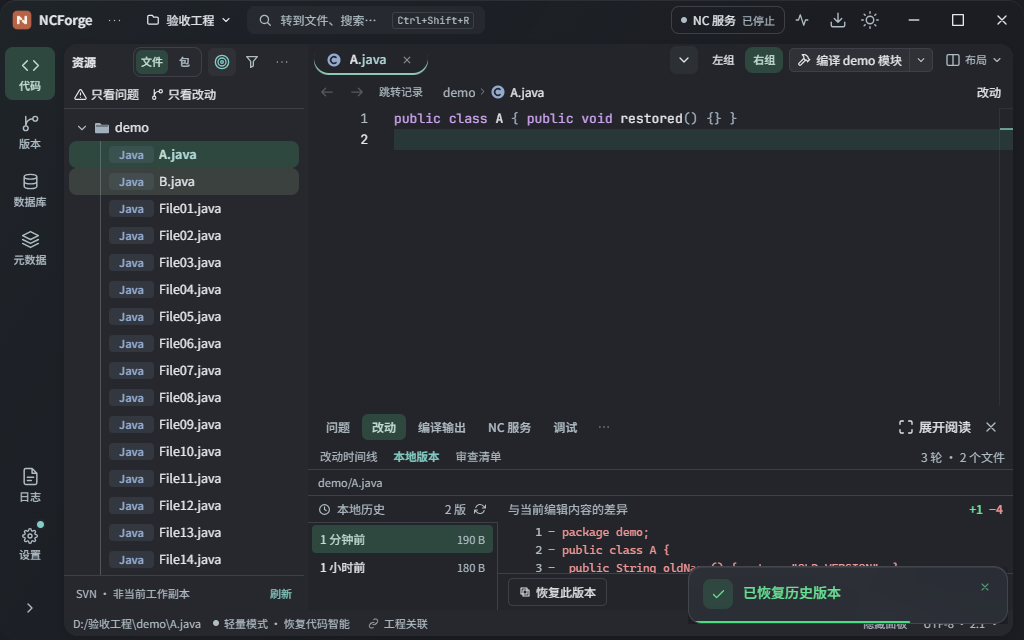 NCForge ··· 验收工程 转到文件、搜索··· Ctrl+Shift+R NC 服务 已停止
代码
版本
数据库
元数据
日志
设置
资源 文件 包 ···
只看问题 只看改动
demo
Java A.java
Java B.java
Java File01.java
Java File02.java
Java File03.java
Java File04.java
Java File05.java
Java File06.java
Java File07.java
Java File08.java
Java File09.java
Java File10.java
Java File11.java
Java File12.java
Java File13.java
Java File14.java
SVN • 非当前工作副本 刷新
C A.java × 左组 右组 编译 demo 模块 布局
跳转记录 demo › C A.java 改动
1 public class A { public void restored() {} }
2
问题 改动 编译输出 NC 服务 调试 ··· 展开阅读
改动时间线 本地版本 审查清单 3 轮 • 2 个文件
demo/A.java
本地历史 2 版 与当前编辑内容的差异 +1 −4
1 分钟前 190 B
1 小时前 180 B
1 − package demo;
2 − public class A {
3 − public String
恢复此版本
已恢复历史版本
D:/验收工程\demo\A.java 轻量模式 • 恢复代码智能 工程关联